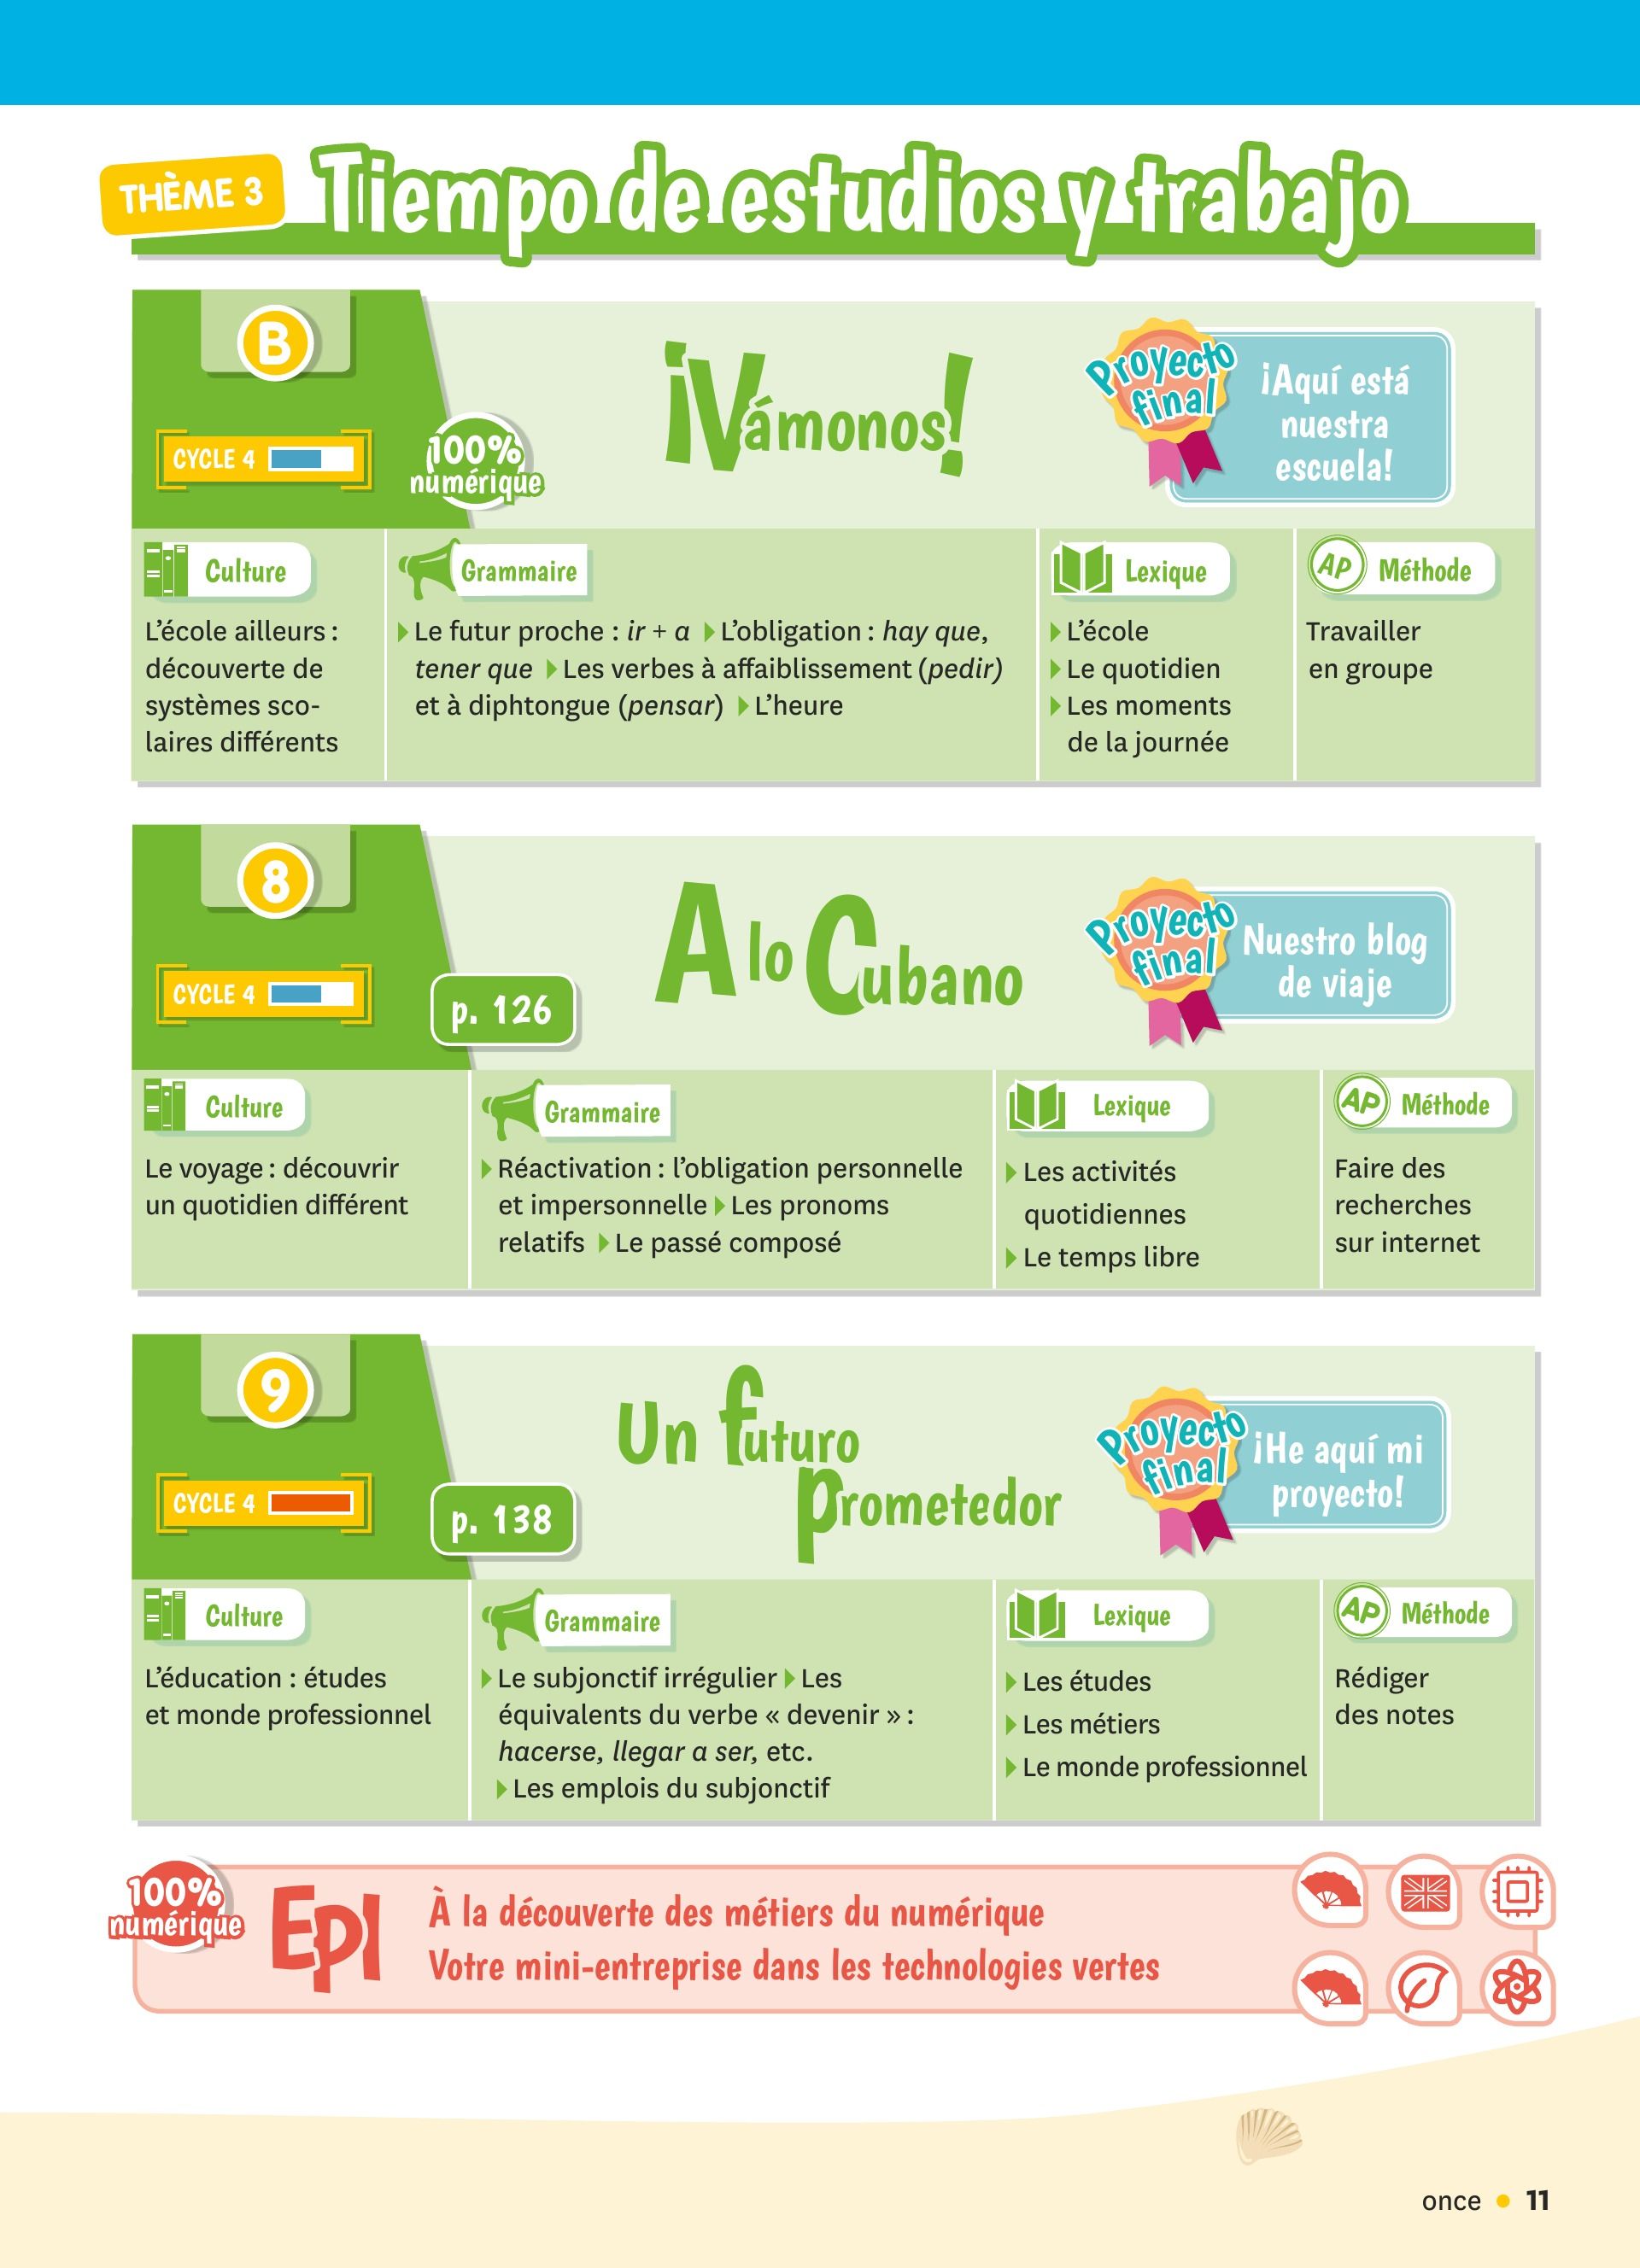 THÈME 3
Tiempo de estudios y trabajo
B
CYCLE 4
100%
numérique
¡Vámonos!
Proyecto
final
¡Aquí está
nuestra
escuela!
Culture
L'école ailleurs :
découverte de
systèmes sco-
laires différents
Grammaire
Le futur proche : ir + a L'obligation : hay que,
tener que Les verbes à affaiblissement (pedir)
et à diphtongue (pensar) L'heure
Lexique
L'école
Le quotidien
Les moments
de la journée
AP Méthode
Travailler
en groupe
8
CYCLE 4
p. 126
A lo Cubano
Proyecto
final
Nuestro blog
de viaje
Culture
Le voyage : découvrir
un quotidien différent
Grammaire
Réactivation : l'obligation personnelle
et impersonnelle Les pronoms
relatifs Le passé composé
Lexique
Les activités
quotidiennes
Le temps libre
AP Méthode
Faire des
recherches
sur internet
9
CYCLE 4
p. 138
Un futuro
prometedor
Proyecto
final
¡He aquí mi
proyecto!
Culture
L'éducation : études
et monde professionnel
Grammaire
Le subjonctif irrégulier Les
équivalents du verbe « devenir » :
hacerse, llegar a ser, etc.
Les emplois du subjonctif
Lexique
Les études
Les métiers
Le monde professionnel
AP Méthode
Rédiger
des notes
100%
numérique
EpI
À la découverte des métiers du numérique
Votre mini-entreprise dans les technologies vertes
once • 11